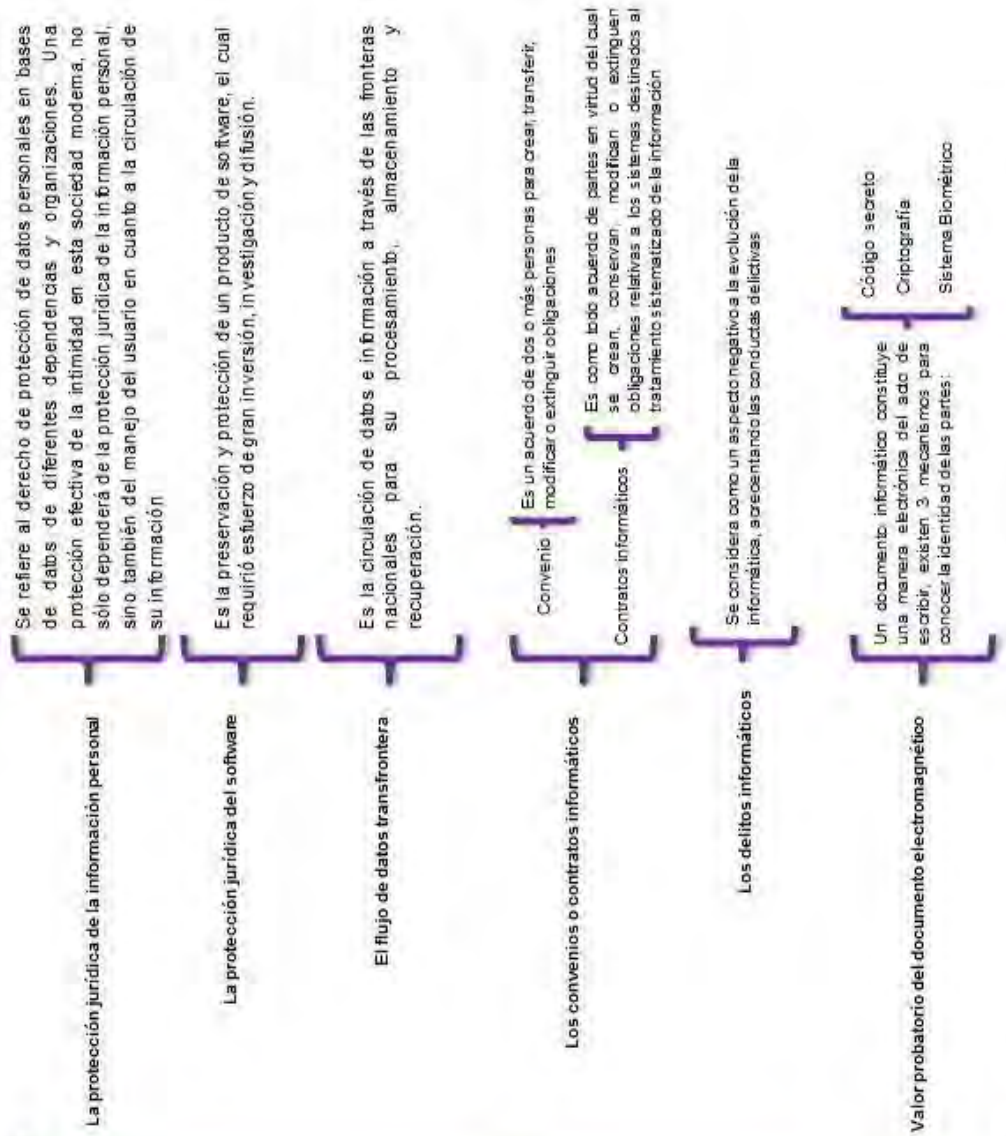 La protección jurídica de la información personal
Se refiere al derecho de protección de datos personales en bases
de datos de diferentes dependencias y organizaciones. Una
protección efectiva de la intimidad en esta sociedad moderna, no
sólo dependerá de la protección jurídica de la información personal,
sino también del manejo del usuario en cuanto a la circulación de
su información
La protección jurídica del software
Es la preservación y protección de un producto de software, el cual
requirió esfuerzo de gran inversión, investigación y difusión.
El flujo de datos transfrontera
Es la circulación de datos e información a través de las fronteras
nacionales para su procesamiento, almacenamiento y
recuperación.
Los convenios o contratos informáticos
Convenio
Es un acuerdo de dos o más personas para crear, transferir,
modificar o extinguir obligaciones
Contratos informáticos
Es como todo acuerdo de partes en virtud del cual
se crean, conservan, modifican o extinguen
obligaciones relativas a los sistemas destinados al
tratamiento sistematizado de la información
Los delitos informáticos
Se considera como un aspecto negativo a la evolución de la
informática, acrecentando las conductas delictivas
Valor probatorio del documento electromagnético
Un documento informático constituye
una manera electrónica del acto de
escribir, existen 3 mecanismos para
conocer la identidad de las partes:
Código secreto
Criptografía
Sistema Biométrico